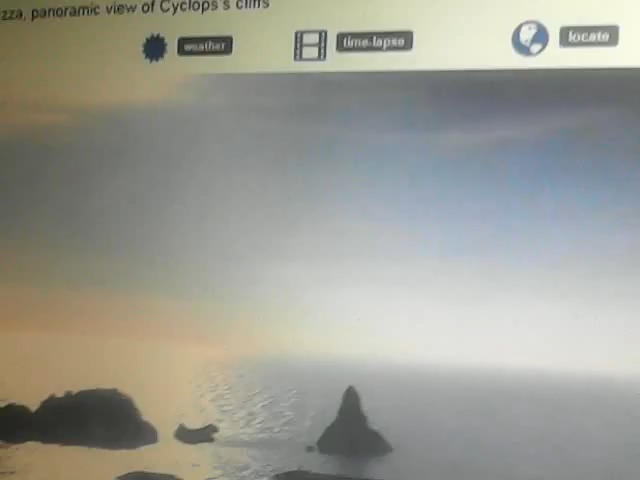 zza, panoramic view of Cyclops's cliffs
weather
time-lapse
locate